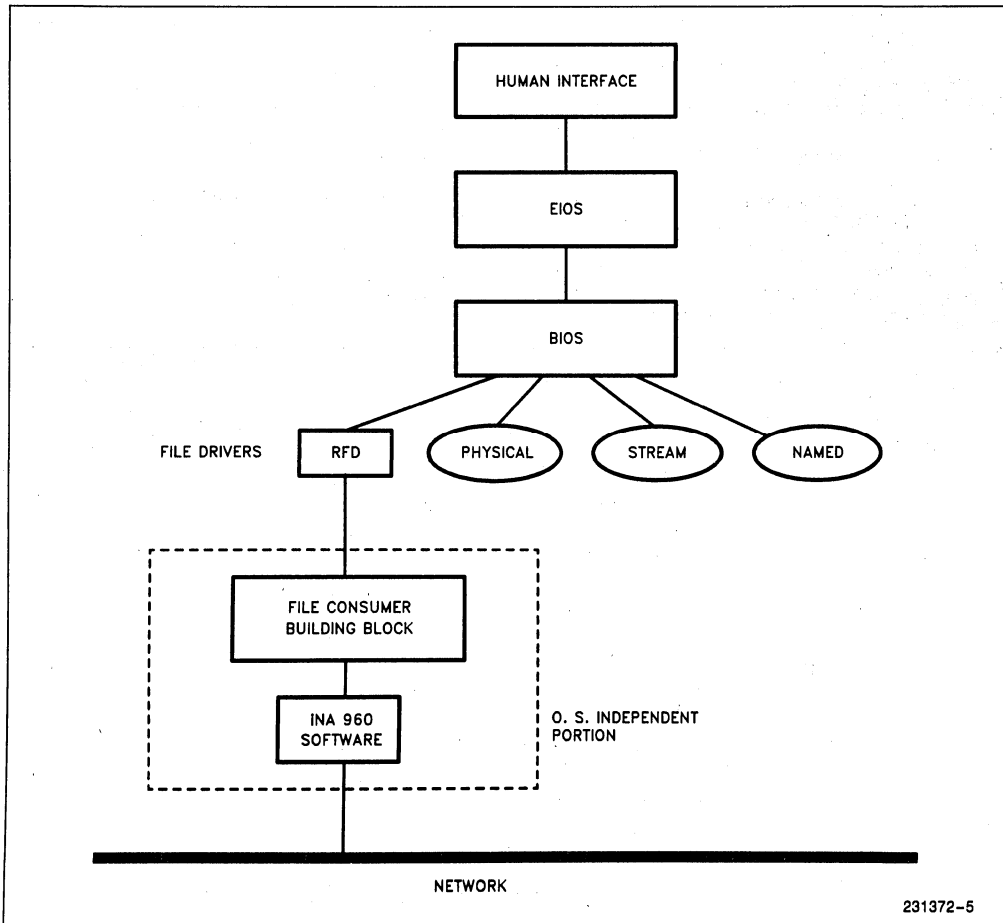 HUMAN INTERFACE
EIOS
BIOS
FILE DRIVERS
RFD
PHYSICAL
STREAM
NAMED
FILE CONSUMER
BUILDING BLOCK
INA 960
SOFTWARE
O. S. INDEPENDENT
PORTION
NETWORK
231372-5